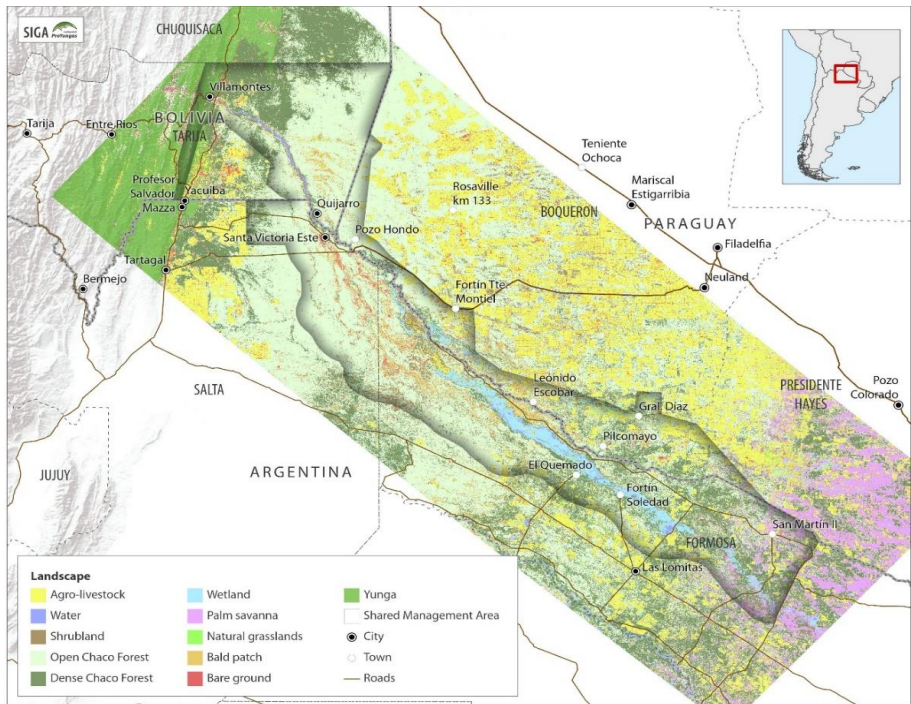 SIGA
ProYungas
CHUQUISACA
Villamontes
BOLIVIA
TARIJA
Tarija
Entre Rios
Profesor
Salvador
Mazza
Yacuiba
Quijarro
Santa Victoria Este
Pozo Hondo
Tartagal
Bermejo
Rosaville
km 133
BOQUERON
Teniente
Ochoca
Mariscal
Estigarribia
PARAGUAY
Filadelfia
Neuland
Fortin Tte.
Montiel
SALTA
Leonido
Escobar
Gral. Diaz
PRESIDENTE
HAYES
Pozo
Colorado
Pilcomayo
JUJUY
ARGENTINA
El Quemado
Fortin
Soledad
San Martin II
FORMOSA
Las Lomitas
Landscape
Agro-livestock
Water
Shrubland
Open Chaco Forest
Dense Chaco Forest
Wetland
Palm savanna
Natural grasslands
Bald patch
Bare ground
Yunga
Shared Management Area
City
Town
Roads